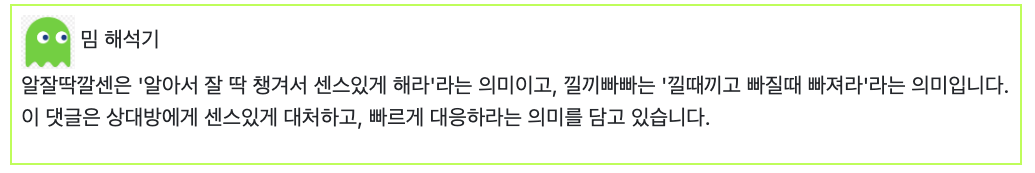 밈 해석기
알잘딱깔센은 '알아서 잘 딱 챙겨서 센스있게 해라'라는 의미이고, 낄끼빠빠는 '낄때끼고 빠질때 빠져라'라는 의미입니다.
이 댓글은 상대방에게 센스있게 대처하고, 빠르게 대응하라는 의미를 담고 있습니다.